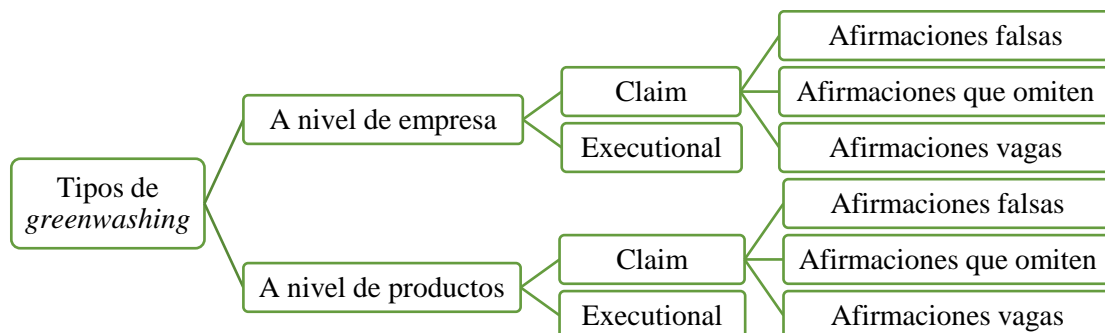 Tipos de
greenwashing
A nivel de empresa
Claim
Afirmaciones falsas
Afirmaciones que omiten
Afirmaciones vagas
Executional
A nivel de productos
Claim
Afirmaciones falsas
Afirmaciones que omiten
Afirmaciones vagas
Executional